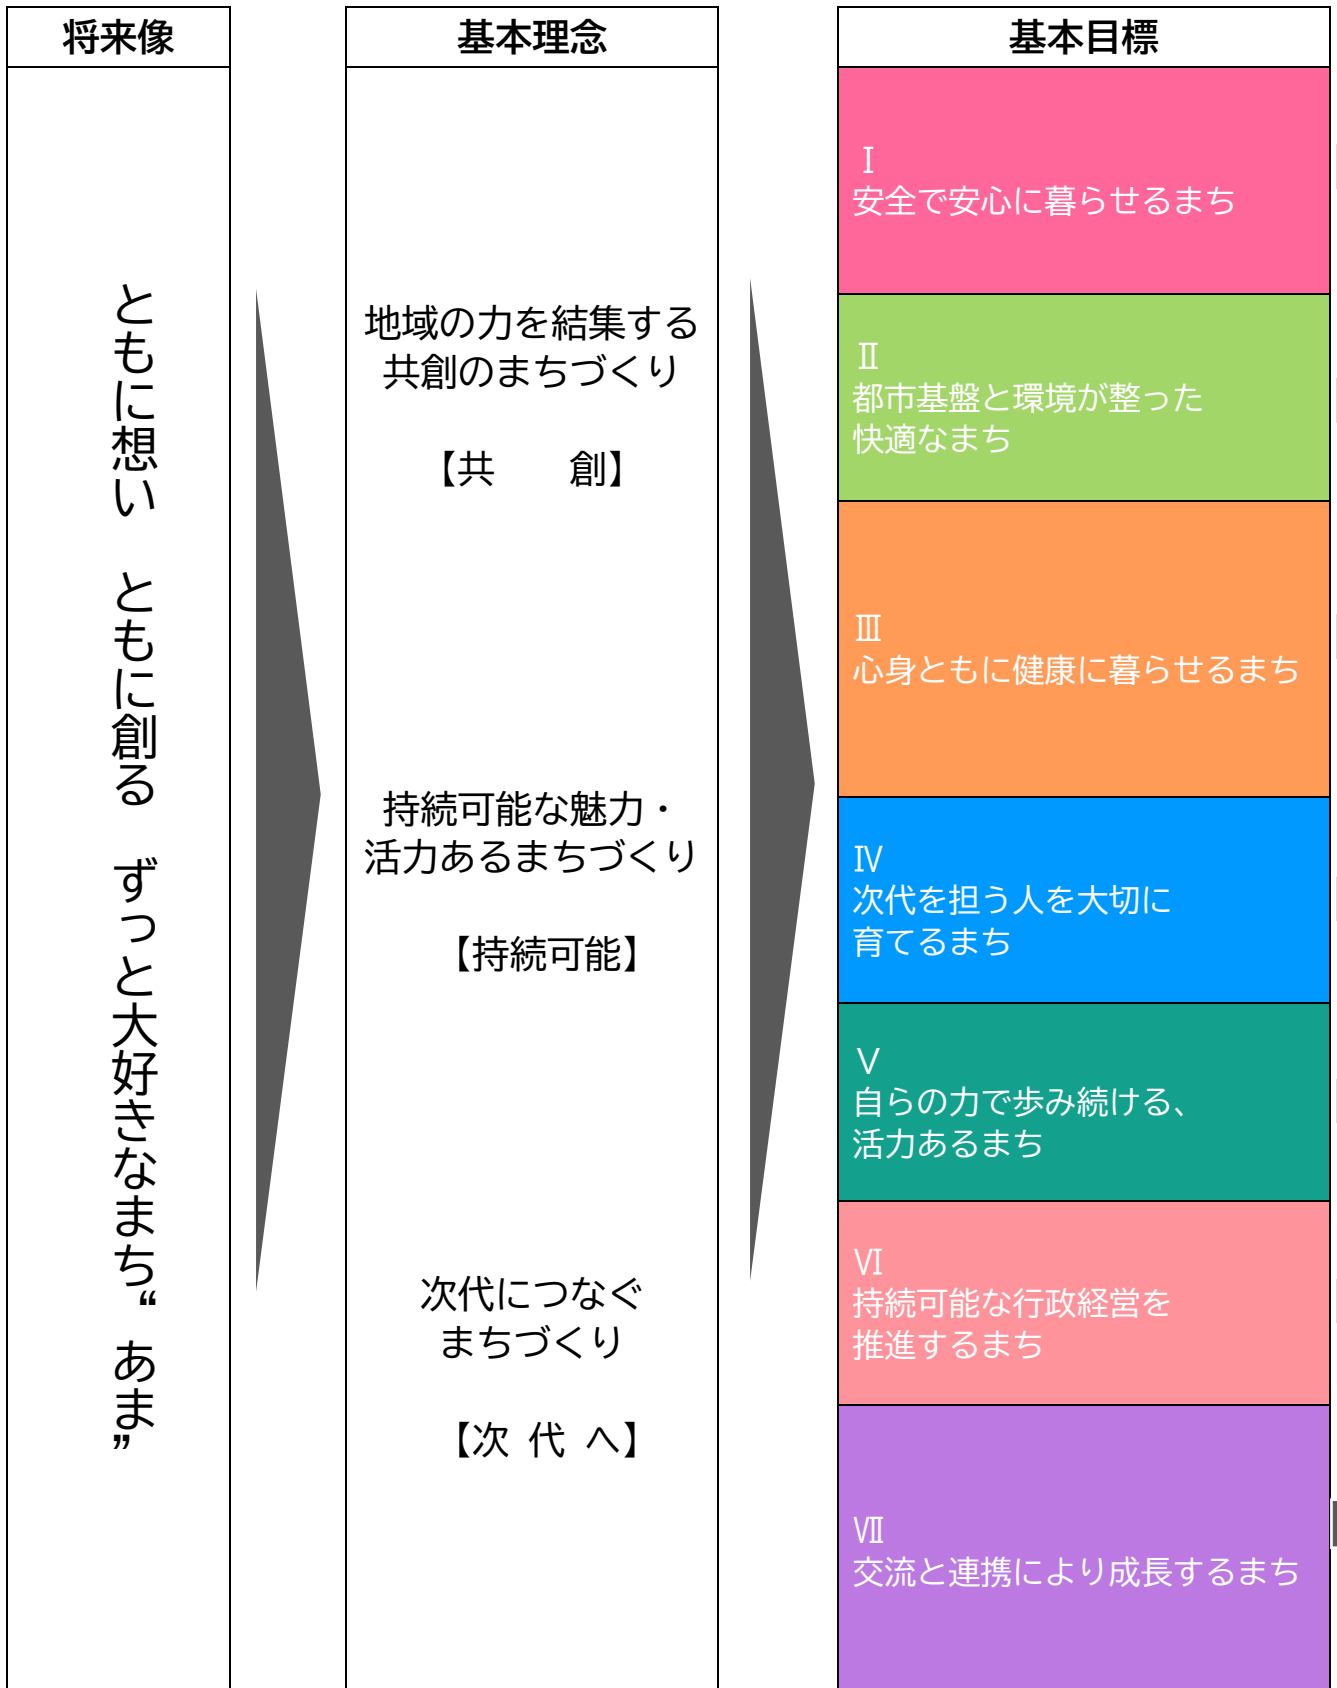 将来像
ともに想い　ともに創る　ずっと大好きなまち“あま”
基本理念
地域の力を結集する
共創のまちづくり
【共　　創】
持続可能な魅力・
活力あるまちづくり
【持続可能】
次代につなぐ
まちづくり
【次 代 へ】
基本目標
Ⅰ
安全で安心に暮らせるまち
Ⅱ
都市基盤と環境が整った
快適なまち
Ⅲ
心身ともに健康に暮らせるまち
Ⅳ
次代を担う人を大切に
育てるまち
Ⅴ
自らの力で歩み続ける、
活力あるまち
Ⅵ
持続可能な行政経営を
推進するまち
Ⅶ
交流と連携により成長するまち